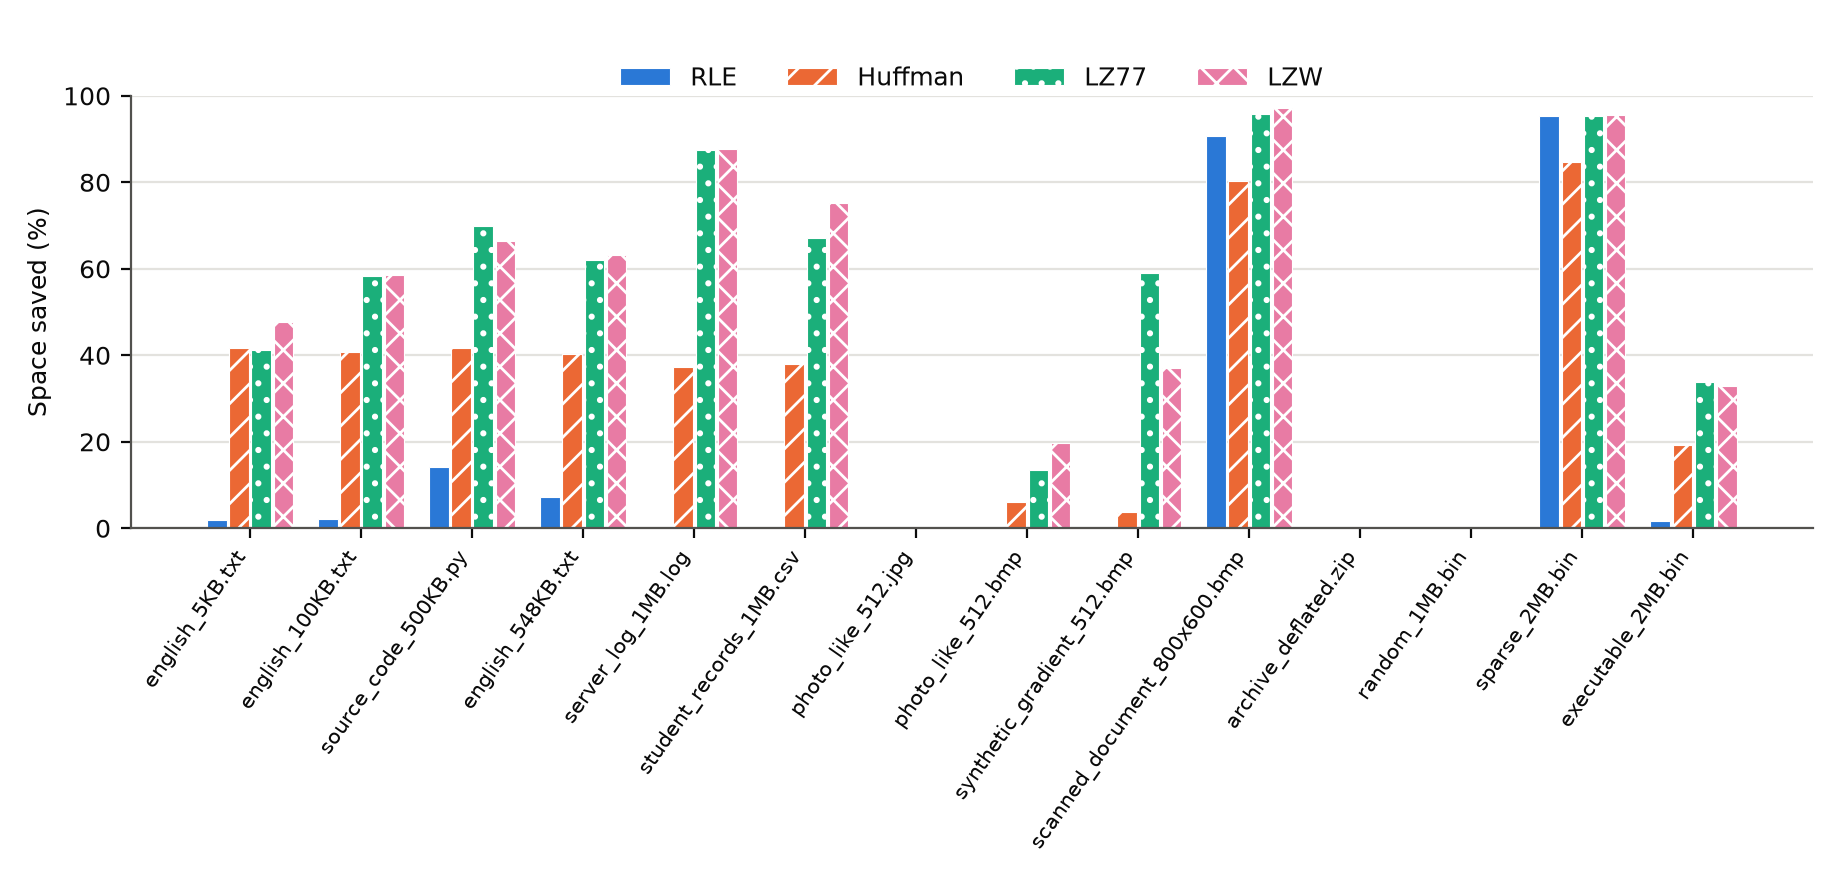 RLE Huffman LZ77 LZW
Space saved (%)
100
80
60
40
20
0
english_5KB.txt
english_100KB.txt
source_code_500KB.py
english_548KB.txt
server_log_1MB.log
student_records_1MB.csv
photo_like_512.jpg
photo_like_512.bmp
synthetic_gradient_512.bmp
scanned_document_800x600.bmp
archive_deflated.zip
random_1MB.bin
sparse_2MB.bin
executable_2MB.bin